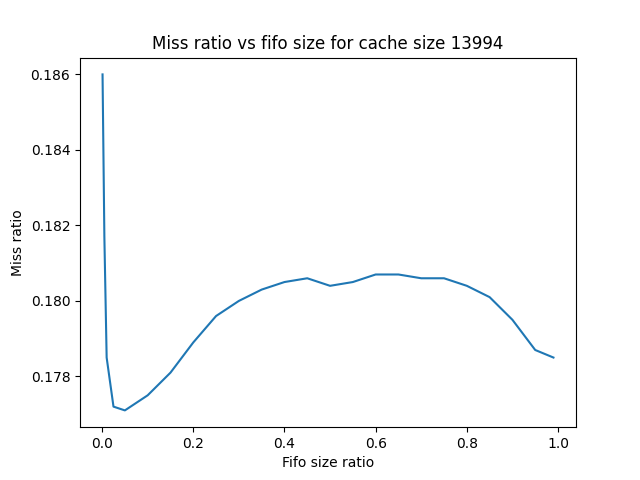 Miss ratio vs fifo size for cache size 13994
0.186
0.184
0.182
0.180
0.178
Miss ratio
0.0 0.2 0.4 0.6 0.8 1.0
Fifo size ratio